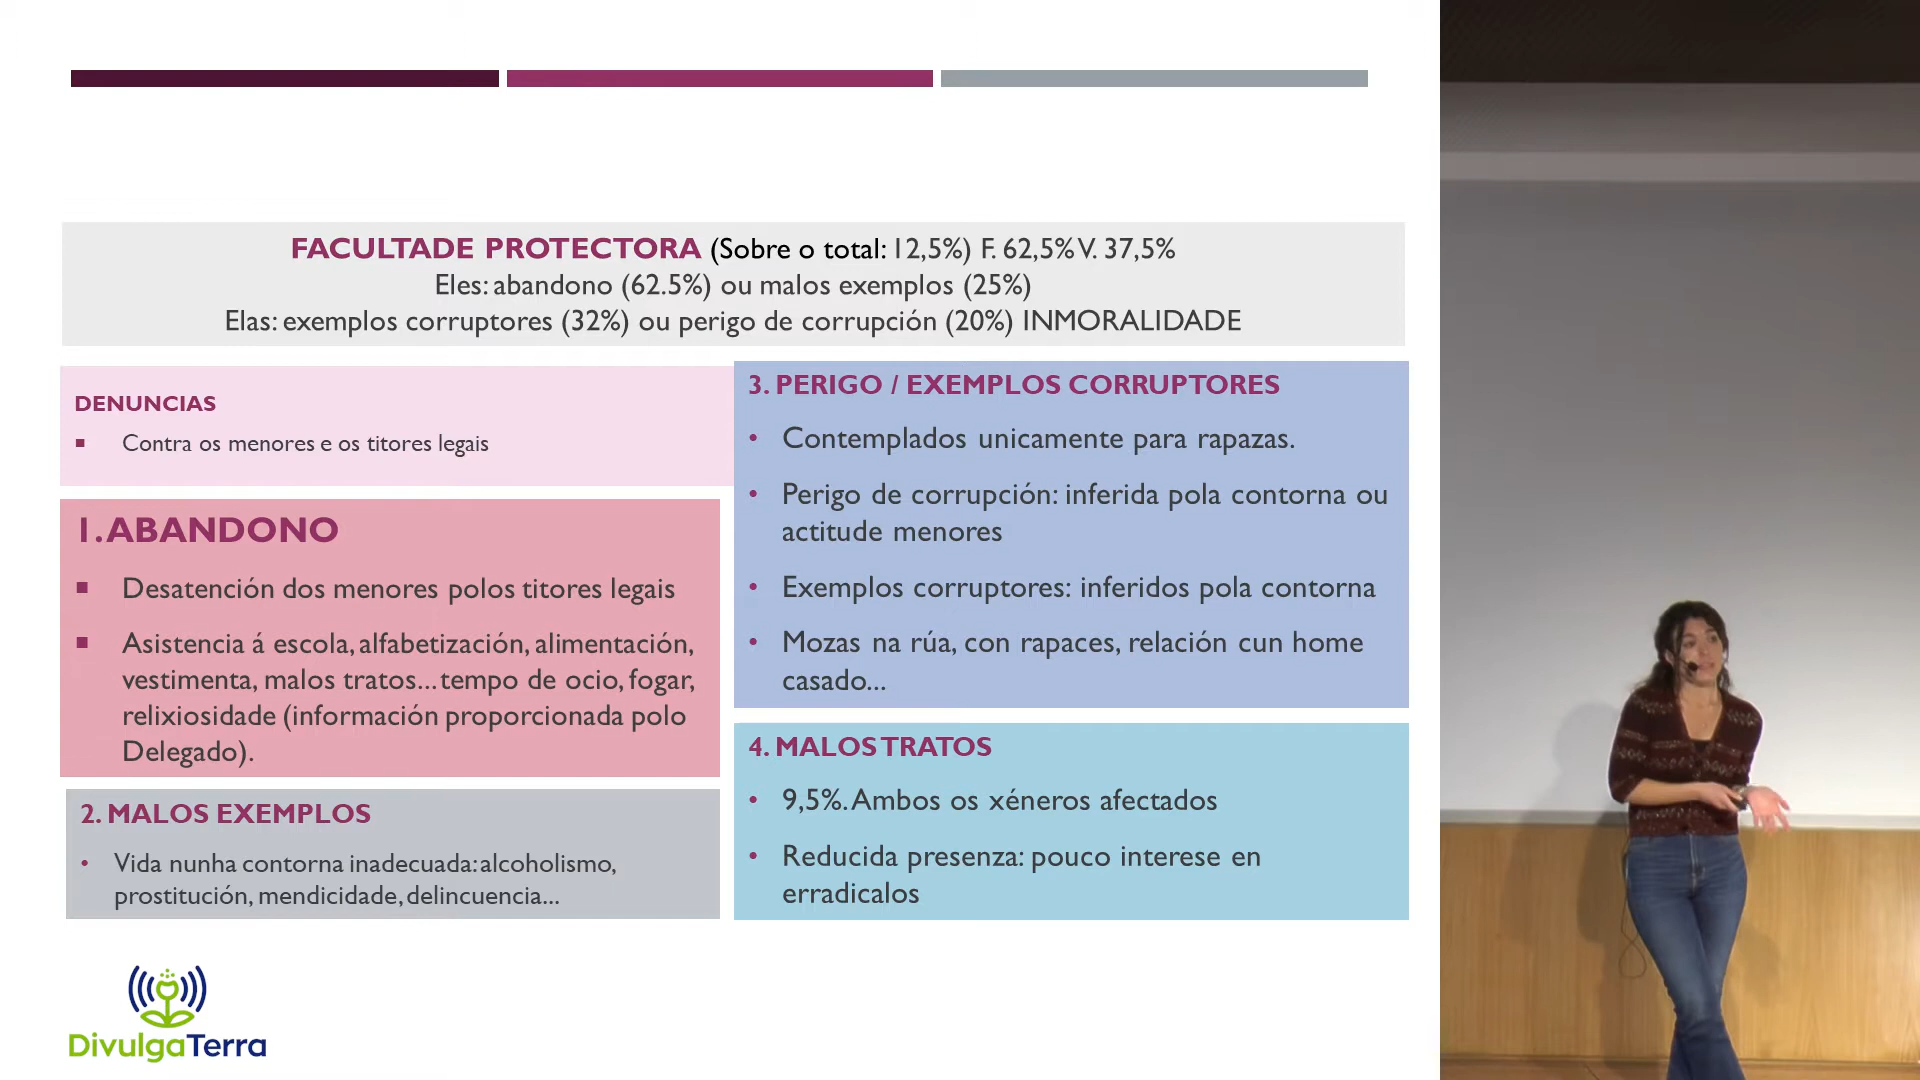 FACULTADE PROTECTORA (Sobre o total: 12,5%) F. 62,5% V. 37,5%
Eles: abandono (62.5%) ou malos exemplos (25%)
Elas: exemplos corruptores (32%) ou perigo de corrupción (20%) INMORALIDADE
DENUNCIAS
▪ Contra os menores e os titores legais
1. ABANDONO
▪ Desatención dos menores polos titores legais
▪ Asistencia á escola, alfabetización, alimentación,
vestimenta, malos tratos... tempo de ocio, fogar,
relixiosidade (información proporcionada polo
Delegado).
2. MALOS EXEMPLOS
• Vida nunha contorna inadecuada: alcoholismo,
prostitución, mendicidade, delincuencia...
3. PERIGO / EXEMPLOS CORRUPTORES
• Contemplados unicamente para rapazas.
• Perigo de corrupción: inferida pola contorna ou
actitude menores
• Exemplos corruptores: inferidos pola contorna
• Mozas na rúa, con rapaces, relación cun home
casado...
4. MALOS TRATOS
• 9,5%. Ambos os xéneros afectados
• Reducida presenza: pouco interese en
erradicalos
DivulgaTerra